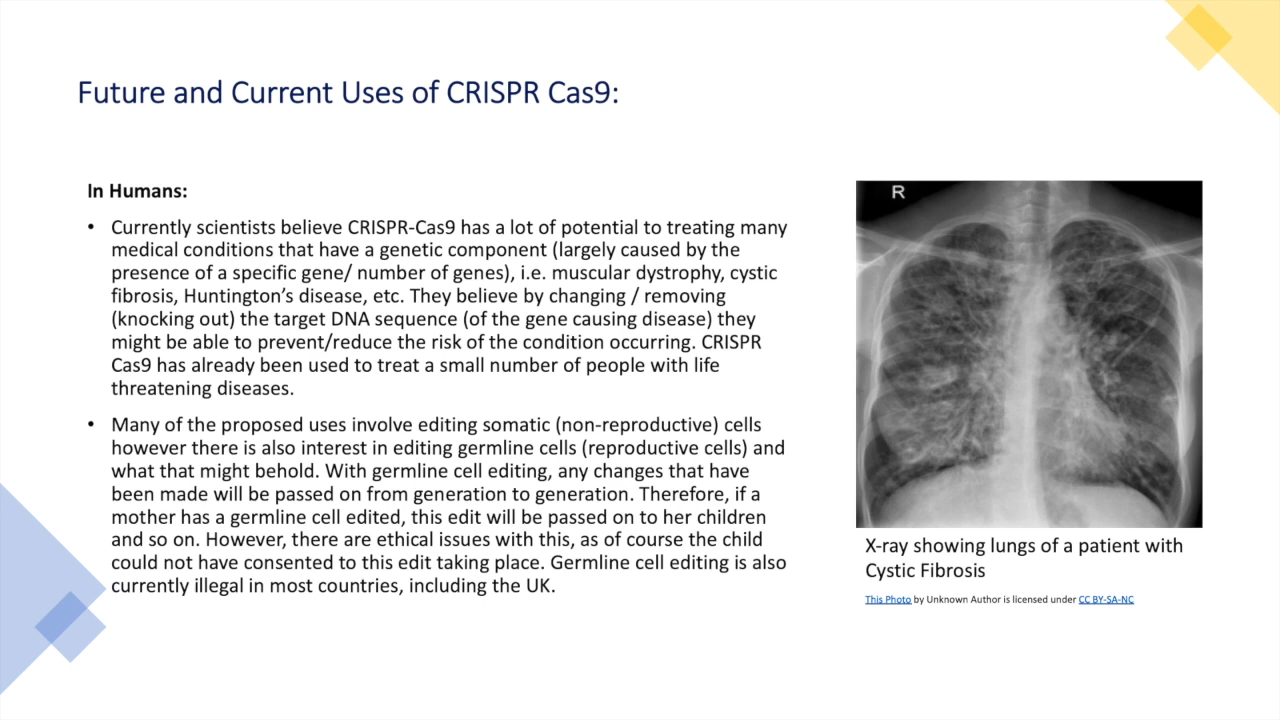 Future and Current Uses of CRISPR Cas9:
In Humans:
• Currently scientists believe CRISPR-Cas9 has a lot of potential to treating many
medical conditions that have a genetic component (largely caused by the
presence of a specific gene/ number of genes), i.e. muscular dystrophy, cystic
fibrosis, Huntington’s disease, etc. They believe by changing / removing
(knocking out) the target DNA sequence (of the gene causing disease) they
might be able to prevent/reduce the risk of the condition occurring. CRISPR
Cas9 has already been used to treat a small number of people with life
threatening diseases.
• Many of the proposed uses involve editing somatic (non-reproductive) cells
however there is also interest in editing germline cells (reproductive cells) and
what that might behold. With germline cell editing, any changes that have
been made will be passed on from generation to generation. Therefore, if a
mother has a germline cell edited, this edit will be passed on to her children
and so on. However, there are ethical issues with this, as of course the child
could not have consented to this edit taking place. Germline cell editing is also
currently illegal in most countries, including the UK.
R
X-ray showing lungs of a patient with
Cystic Fibrosis
This Photo by Unknown Author is licensed under CC BY-SA-NC